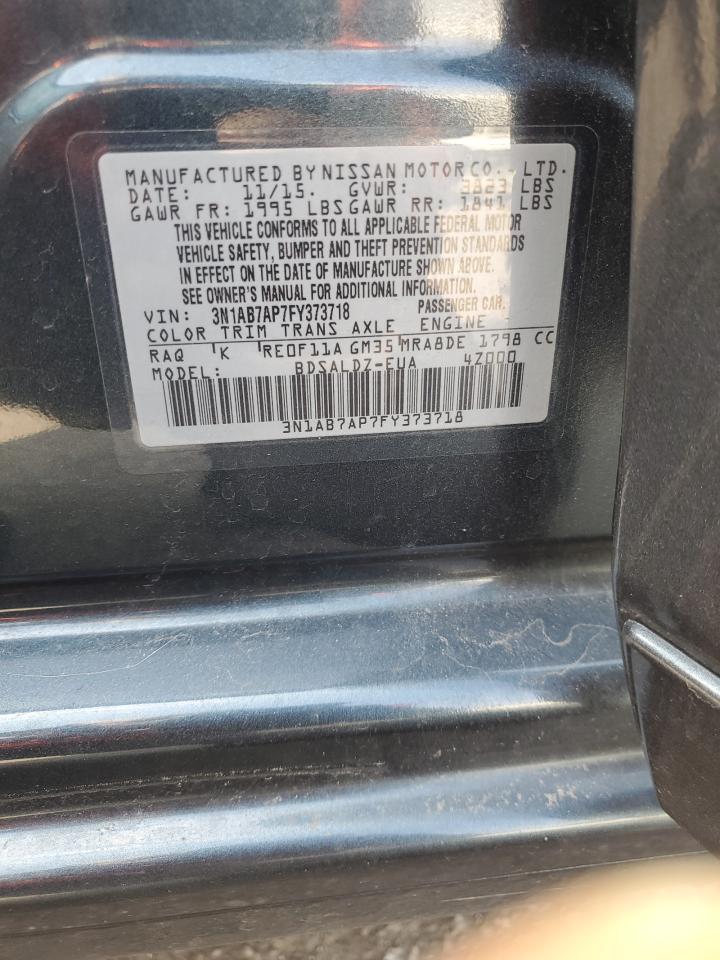 MANUFACTURED BY NISSAN MOTOR CO., LTD.
DATE: 11/15. GVWR: 3823 LBS
GAWR FR: 1995 LBS GAWR RR: 1841 LBS
THIS VEHICLE CONFORMS TO ALL APPLICABLE FEDERAL MOTOR
VEHICLE SAFETY, BUMPER AND THEFT PREVENTION STANDARDS
IN EFFECT ON THE DATE OF MANUFACTURE SHOWN ABOVE.
SEE OWNER'S MANUAL FOR ADDITIONAL INFORMATION.
VIN: 3N1AB7AP7FY373718 PASSENGER CAR.
COLOR TRIM TRANS AXLE ENGINE
RAQ K RE0F11A GM35 MRA8DE 1798 CC
MODEL: BDSALDZ-EUA 4Z000
3N1AB7AP7FY373718